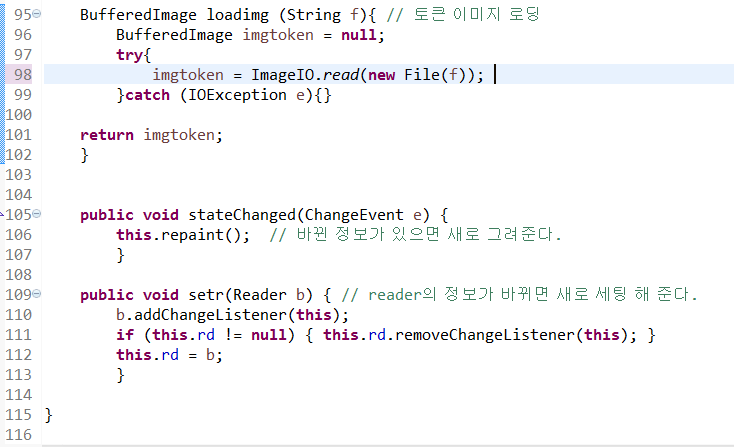 95 BufferedImage loadimg (String f){ // 토큰 이미지 로딩
96 BufferedImage imgtoken = null;
97 try{
98 imgtoken = ImageIO.read(new File(f));
99 }catch (IOException e){}
100
101 return imgtoken;
102 }
103
104
105 public void stateChanged(ChangeEvent e) {
106 this.repaint(); // 바뀐 정보가 있으면 새로 그려준다.
107 }
108
109 public void setr(Reader b) { // reader의 정보가 바뀌면 새로 세팅 해 준다.
110 b.addChangeListener(this);
111 if (this.rd != null) { this.rd.removeChangeListener(this); }
112 this.rd = b;
113 }
114
115 }
116